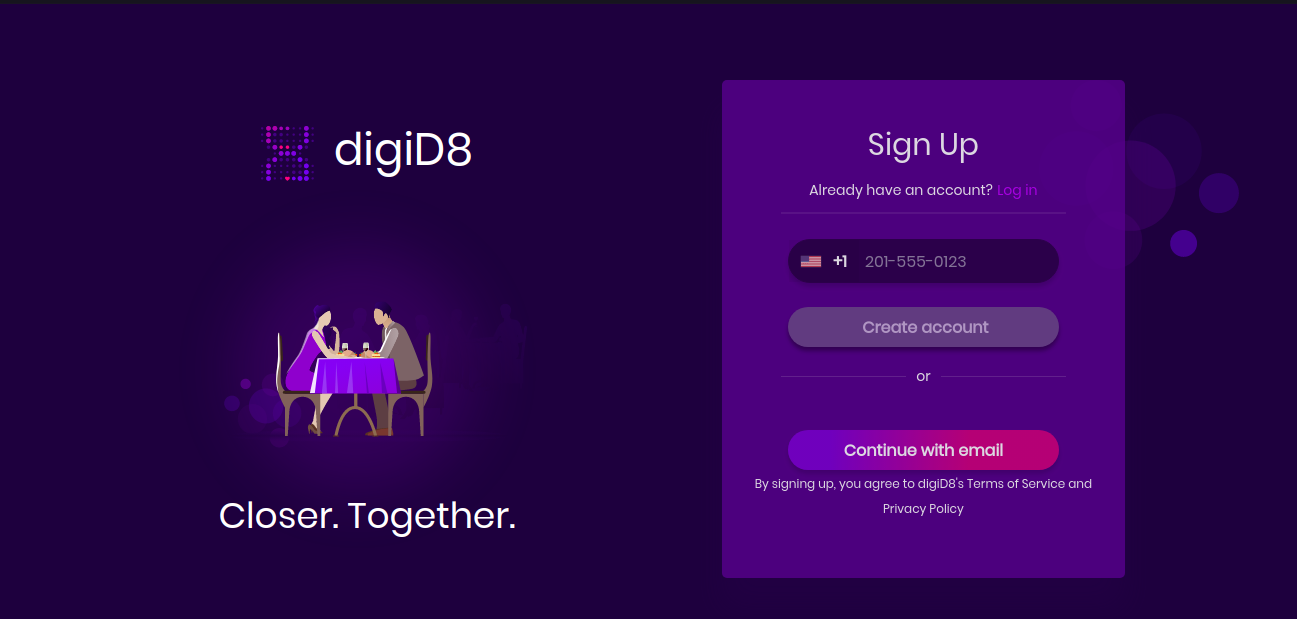 digiD8
Closer. Together.
Sign Up
Already have an account? Log in
+1 201-555-0123
Create account
or
Continue with email
By signing up, you agree to digiD8's Terms of Service and
Privacy Policy